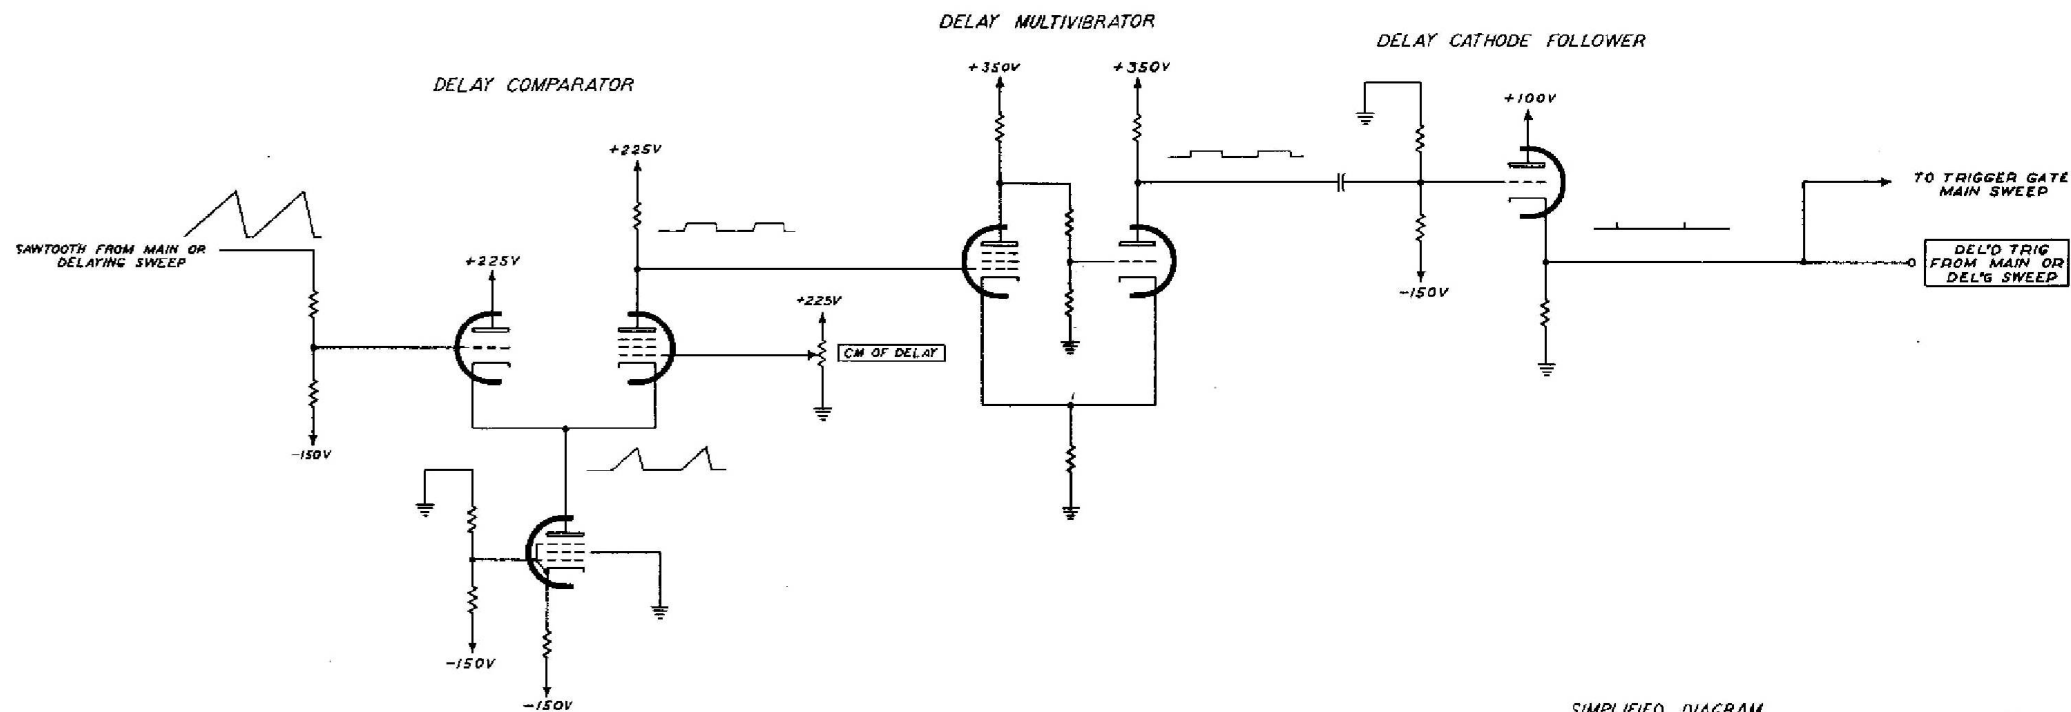 DELAY MULTIVIBRATOR
DELAY CATHODE FOLLOWER
DELAY COMPARATOR
+350V
+350V
+100V
+225V
TO TRIGGER GATE
MAIN SWEEP
SAWTOOTH FROM MAIN OR
DELAYING SWEEP
+225V
DEL'D TRIG
FROM MAIN OR
DEL'G SWEEP
-150V
+225V
CM OF DELAY
-150V
-150V
-150V
SIMPLIFIED DIAGRAM